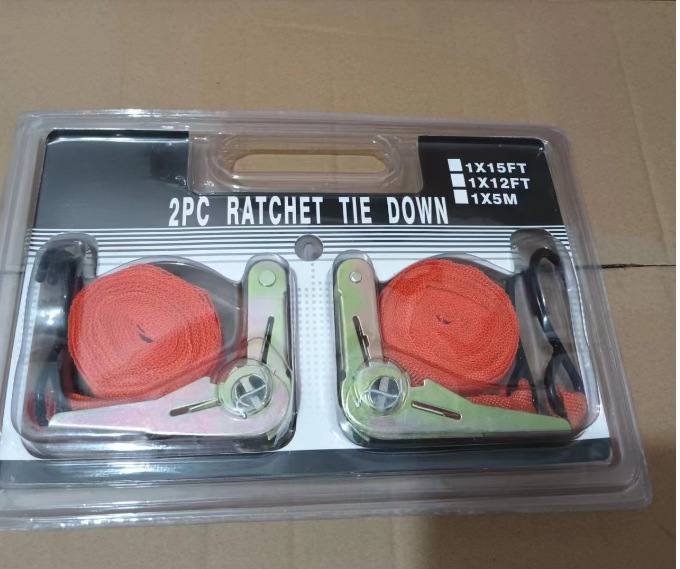 1X15FT
1X12FT
1X5M
2PC RATCHET TIE DOWN